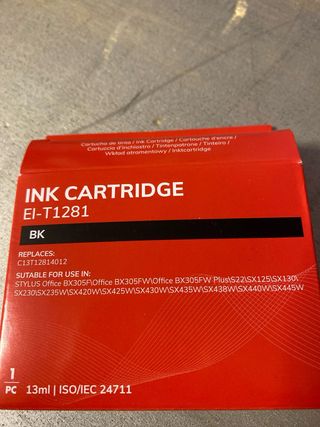 Cartucho de tinta / Ink Cartridge / Cartouche d'encre /
Cartuccia d'inchiostro / Tintenpatrone / Tinteiro /
Wkład atramentowy / Inktcartridge
INK CARTRIDGE
EI-T1281
BK
REPLACES:
C13T12814012
SUITABLE FOR USE IN:
STYLUS Office BX305F\Office BX305FW\Office BX305FW Plus\S22\SX125\SX130\
SX230\SX235W\SX420W\SX425W\SX430W\SX435W\SX438W\SX440W\SX445W
1
PC
13ml | ISO/IEC 24711